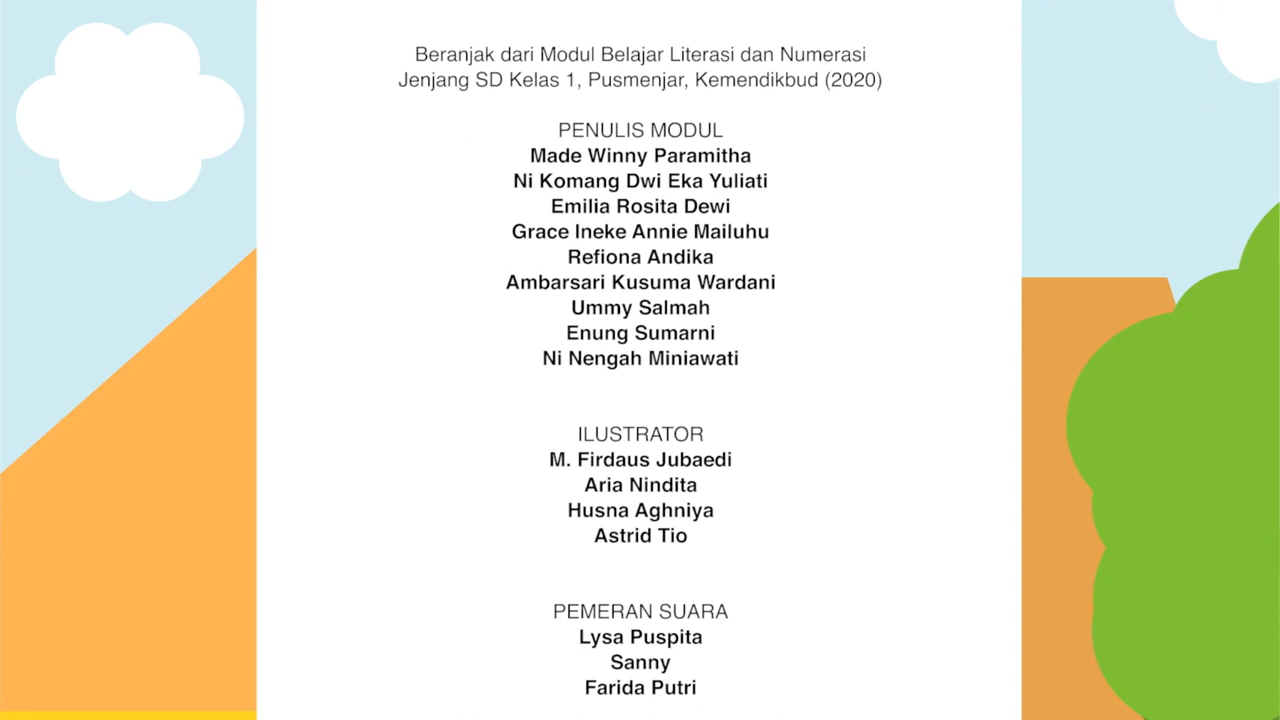 Beranjak dari Modul Belajar Literasi dan Numerasi
Jenjang SD Kelas 1, Pusmenjar, Kemendikbud (2020)
PENULIS MODUL
Made Winny Paramitha
Ni Komang Dwi Eka Yuliati
Emilia Rosita Dewi
Grace Ineke Annie Mailuhu
Refiona Andika
Ambarsari Kusuma Wardani
Ummy Salmah
Enung Sumarni
Ni Nengah Miniawati
ILUSTRATOR
M. Firdaus Jubaedi
Aria Nindita
Husna Aghniya
Astrid Tio
PEMERAN SUARA
Lysa Puspita
Sanny
Farida Putri